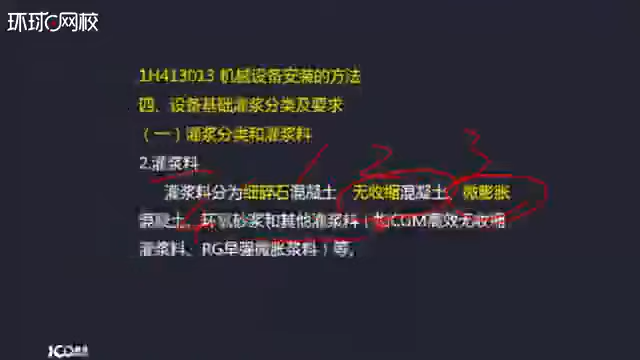 环球网校
1H413013 机械设备安装的方法
四、设备基础灌浆分类及要求
（一）灌浆分类和灌浆料
2.灌浆料
1 2 3
灌浆料分为细碎石混凝土、无收缩混凝土、微膨胀
混凝土、环氧砂浆和其他灌浆料（如CGM高效无收缩
灌浆料、RG早强微胀浆料）等。